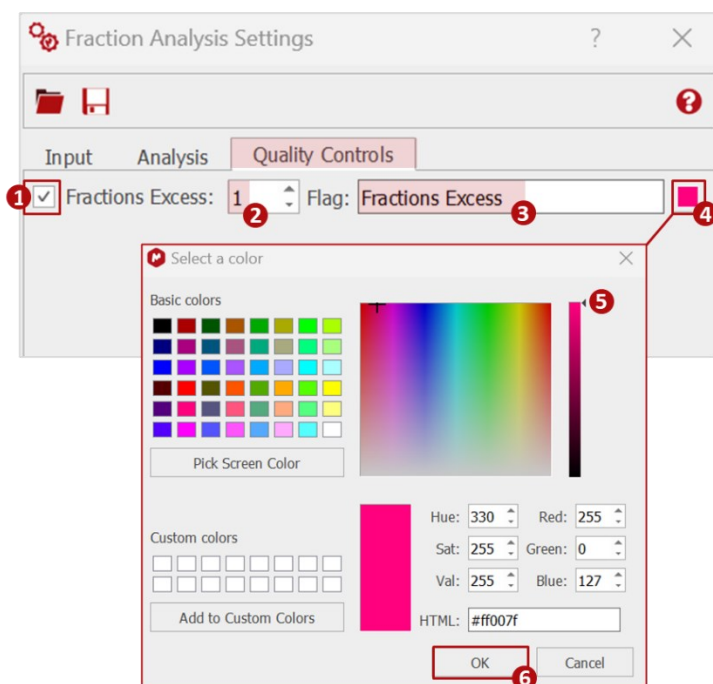 Fraction Analysis Settings ? ×
?
Input Analysis Quality Controls
1 Fractions Excess: 1 2 Flag: Fractions Excess 3 4
Select a color ×
Basic colors
5
Pick Screen Color
Hue: 330 Red: 255
Custom colors
Sat: 255 Green: 0
Val: 255 Blue: 127
Add to Custom Colors HTML: #ff007f
OK 6 Cancel